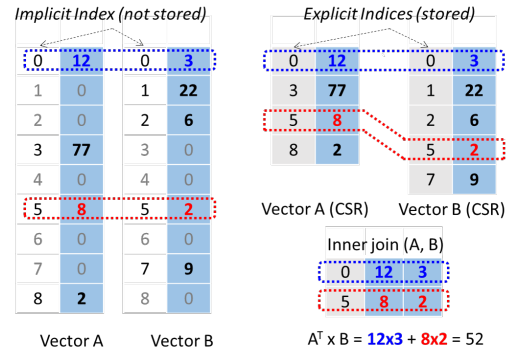 Implicit Index (not stored)
0 12 0 3
1 0 1 22
2 0 2 6
3 77 3 0
4 0 4 0
5 8 5 2
6 0 6 0
7 0 7 9
8 2 8 0
Vector A Vector B
Explicit Indices (stored)
0 12 0 3
3 77 1 22
5 8 2 6
8 2 5 2
7 9
Vector A (CSR) Vector B (CSR)
Inner join (A, B)
0 12 3
5 8 2
Aᵀ x B = 12x3 + 8x2 = 52